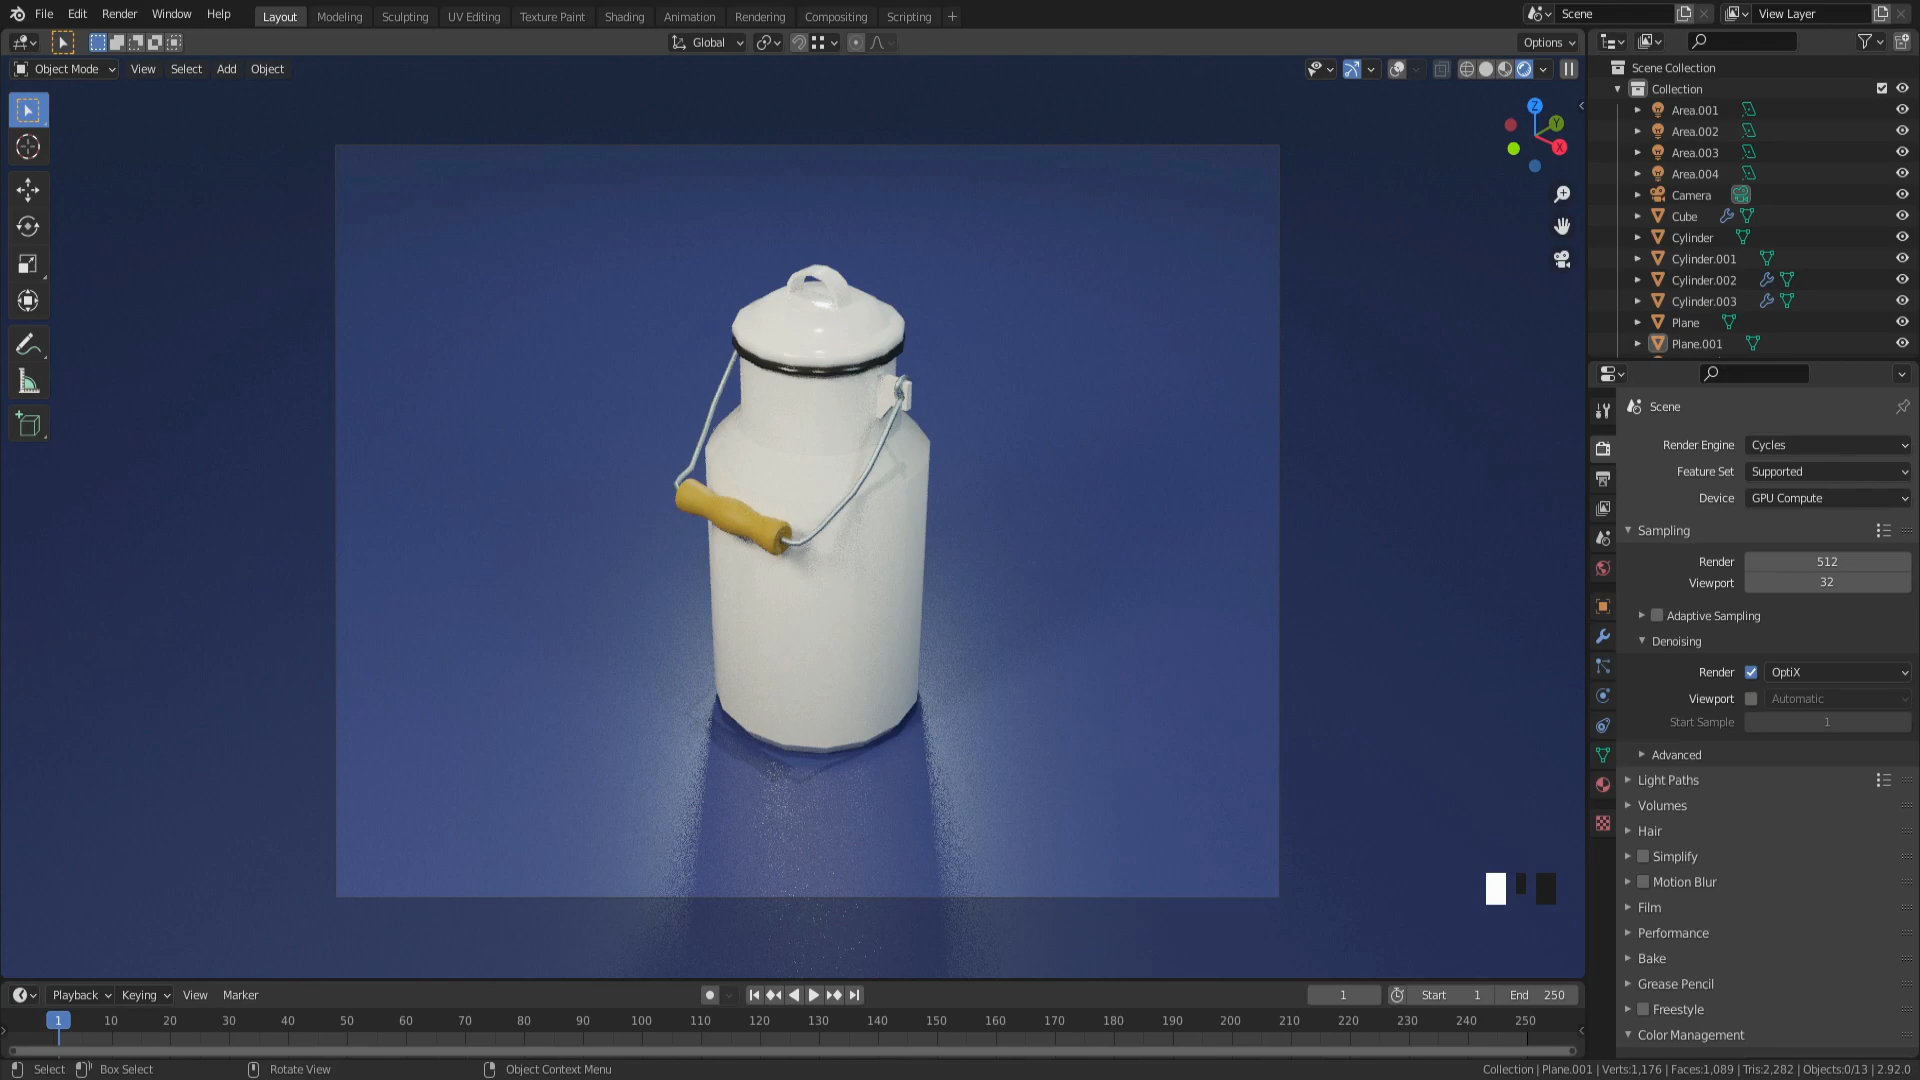 File Edit Render Window Help
Layout Modeling Sculpting UV Editing Texture Paint Shading Animation Rendering Compositing Scripting
Scene View Layer
Global
Options
Object Mode View Select Add Object
Z
Y
X
Scene Collection
Collection
Area.001
Area.002
Area.003
Area.004
Camera
Cube
Cylinder
Cylinder.001
Cylinder.002
Cylinder.003
Plane
Plane.001
Scene
Render Engine Cycles
Feature Set Supported
Device GPU Compute
Sampling
Render 512
Viewport 32
Adaptive Sampling
Denoising
Render OptiX
Viewport Automatic
Start Sample 1
Advanced
Light Paths
Volumes
Hair
Simplify
Motion Blur
Film
Performance
Bake
Grease Pencil
Freestyle
Color Management
Playback Keying View Marker
1 Start 1 End 250
1 10 20 30 40 50 60 70 80 90 100 110 120 130 140 150 160 170 180 190 200 210 220 230 240 250
Select Box Select Rotate View Object Context Menu
Collection | Plane.001 | Verts:1,176 | Faces:1,089 | Tris:2,282 | Objects:0/13 | 2.92.0